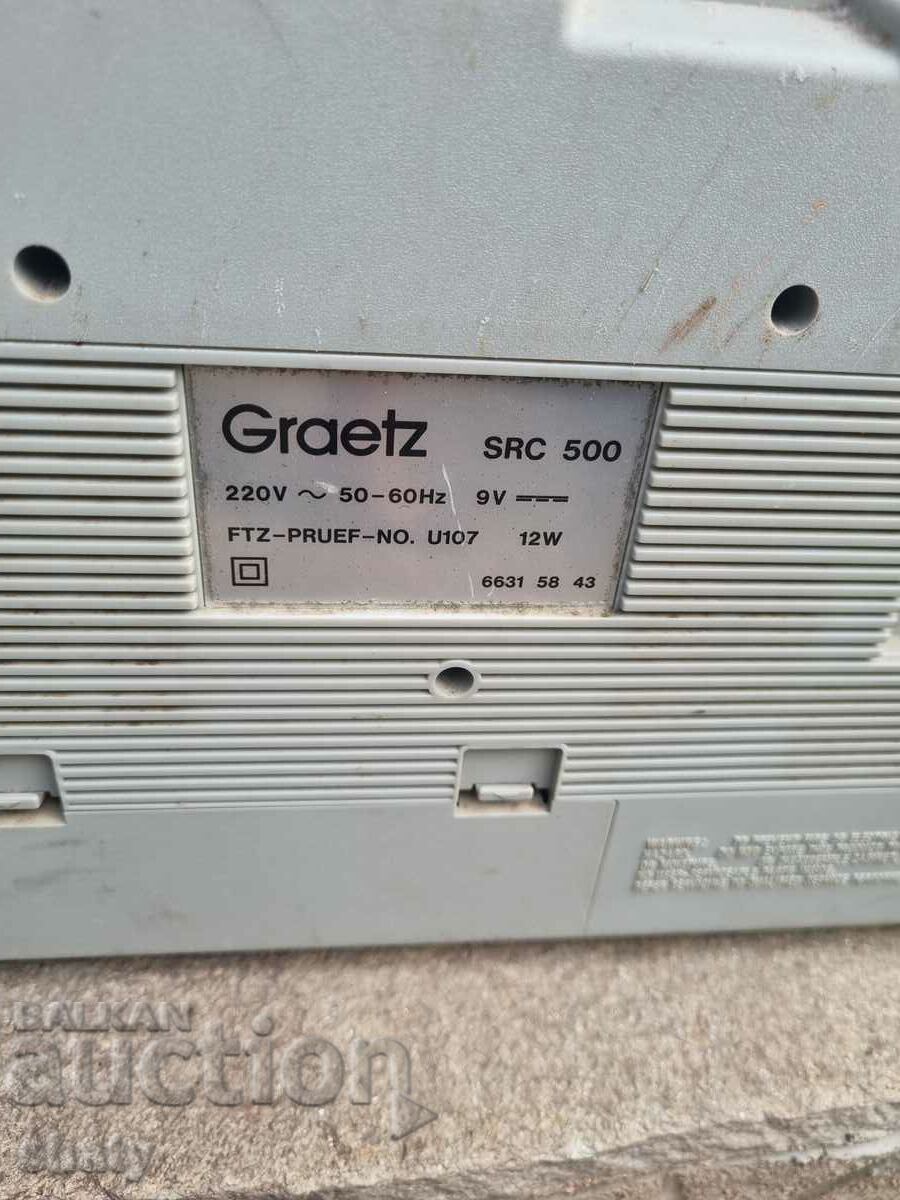 Graetz SRC 500
220V ~ 50-60Hz 9V ⎓
FTZ-PRUEF-NO. U107 12W
6631 58 43
BALKAN
auction